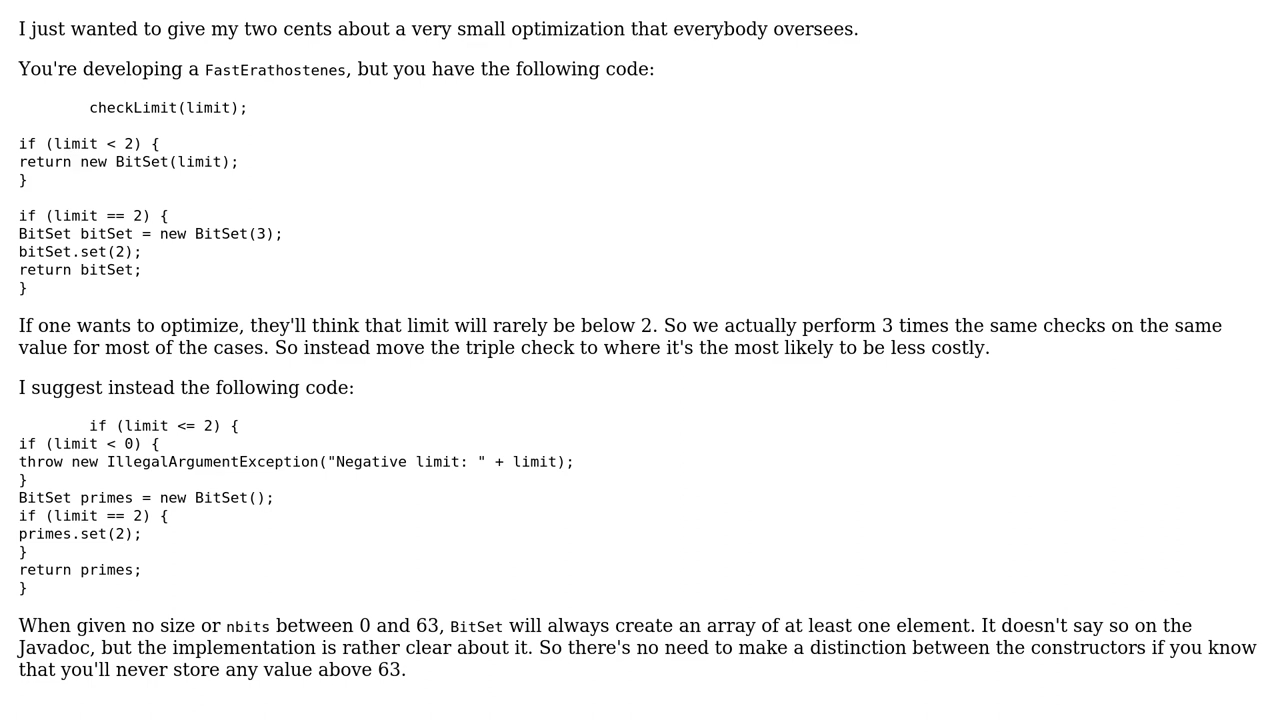 I just wanted to give my two cents about a very small optimization that everybody oversees.
You're developing a FastErathostenes, but you have the following code:
checkLimit(limit);
if (limit < 2) {
return new BitSet(limit);
}
if (limit == 2) {
BitSet bitSet = new BitSet(3);
bitSet.set(2);
return bitSet;
}
If one wants to optimize, they'll think that limit will rarely be below 2. So we actually perform 3 times the same checks on the same
value for most of the cases. So instead move the triple check to where it's the most likely to be less costly.
I suggest instead the following code:
if (limit <= 2) {
if (limit < 0) {
throw new IllegalArgumentException("Negative limit: " + limit);
}
BitSet primes = new BitSet();
if (limit == 2) {
primes.set(2);
}
return primes;
}
When given no size or nbits between 0 and 63, BitSet will always create an array of at least one element. It doesn't say so on the
Javadoc, but the implementation is rather clear about it. So there's no need to make a distinction between the constructors if you know
that you'll never store any value above 63.